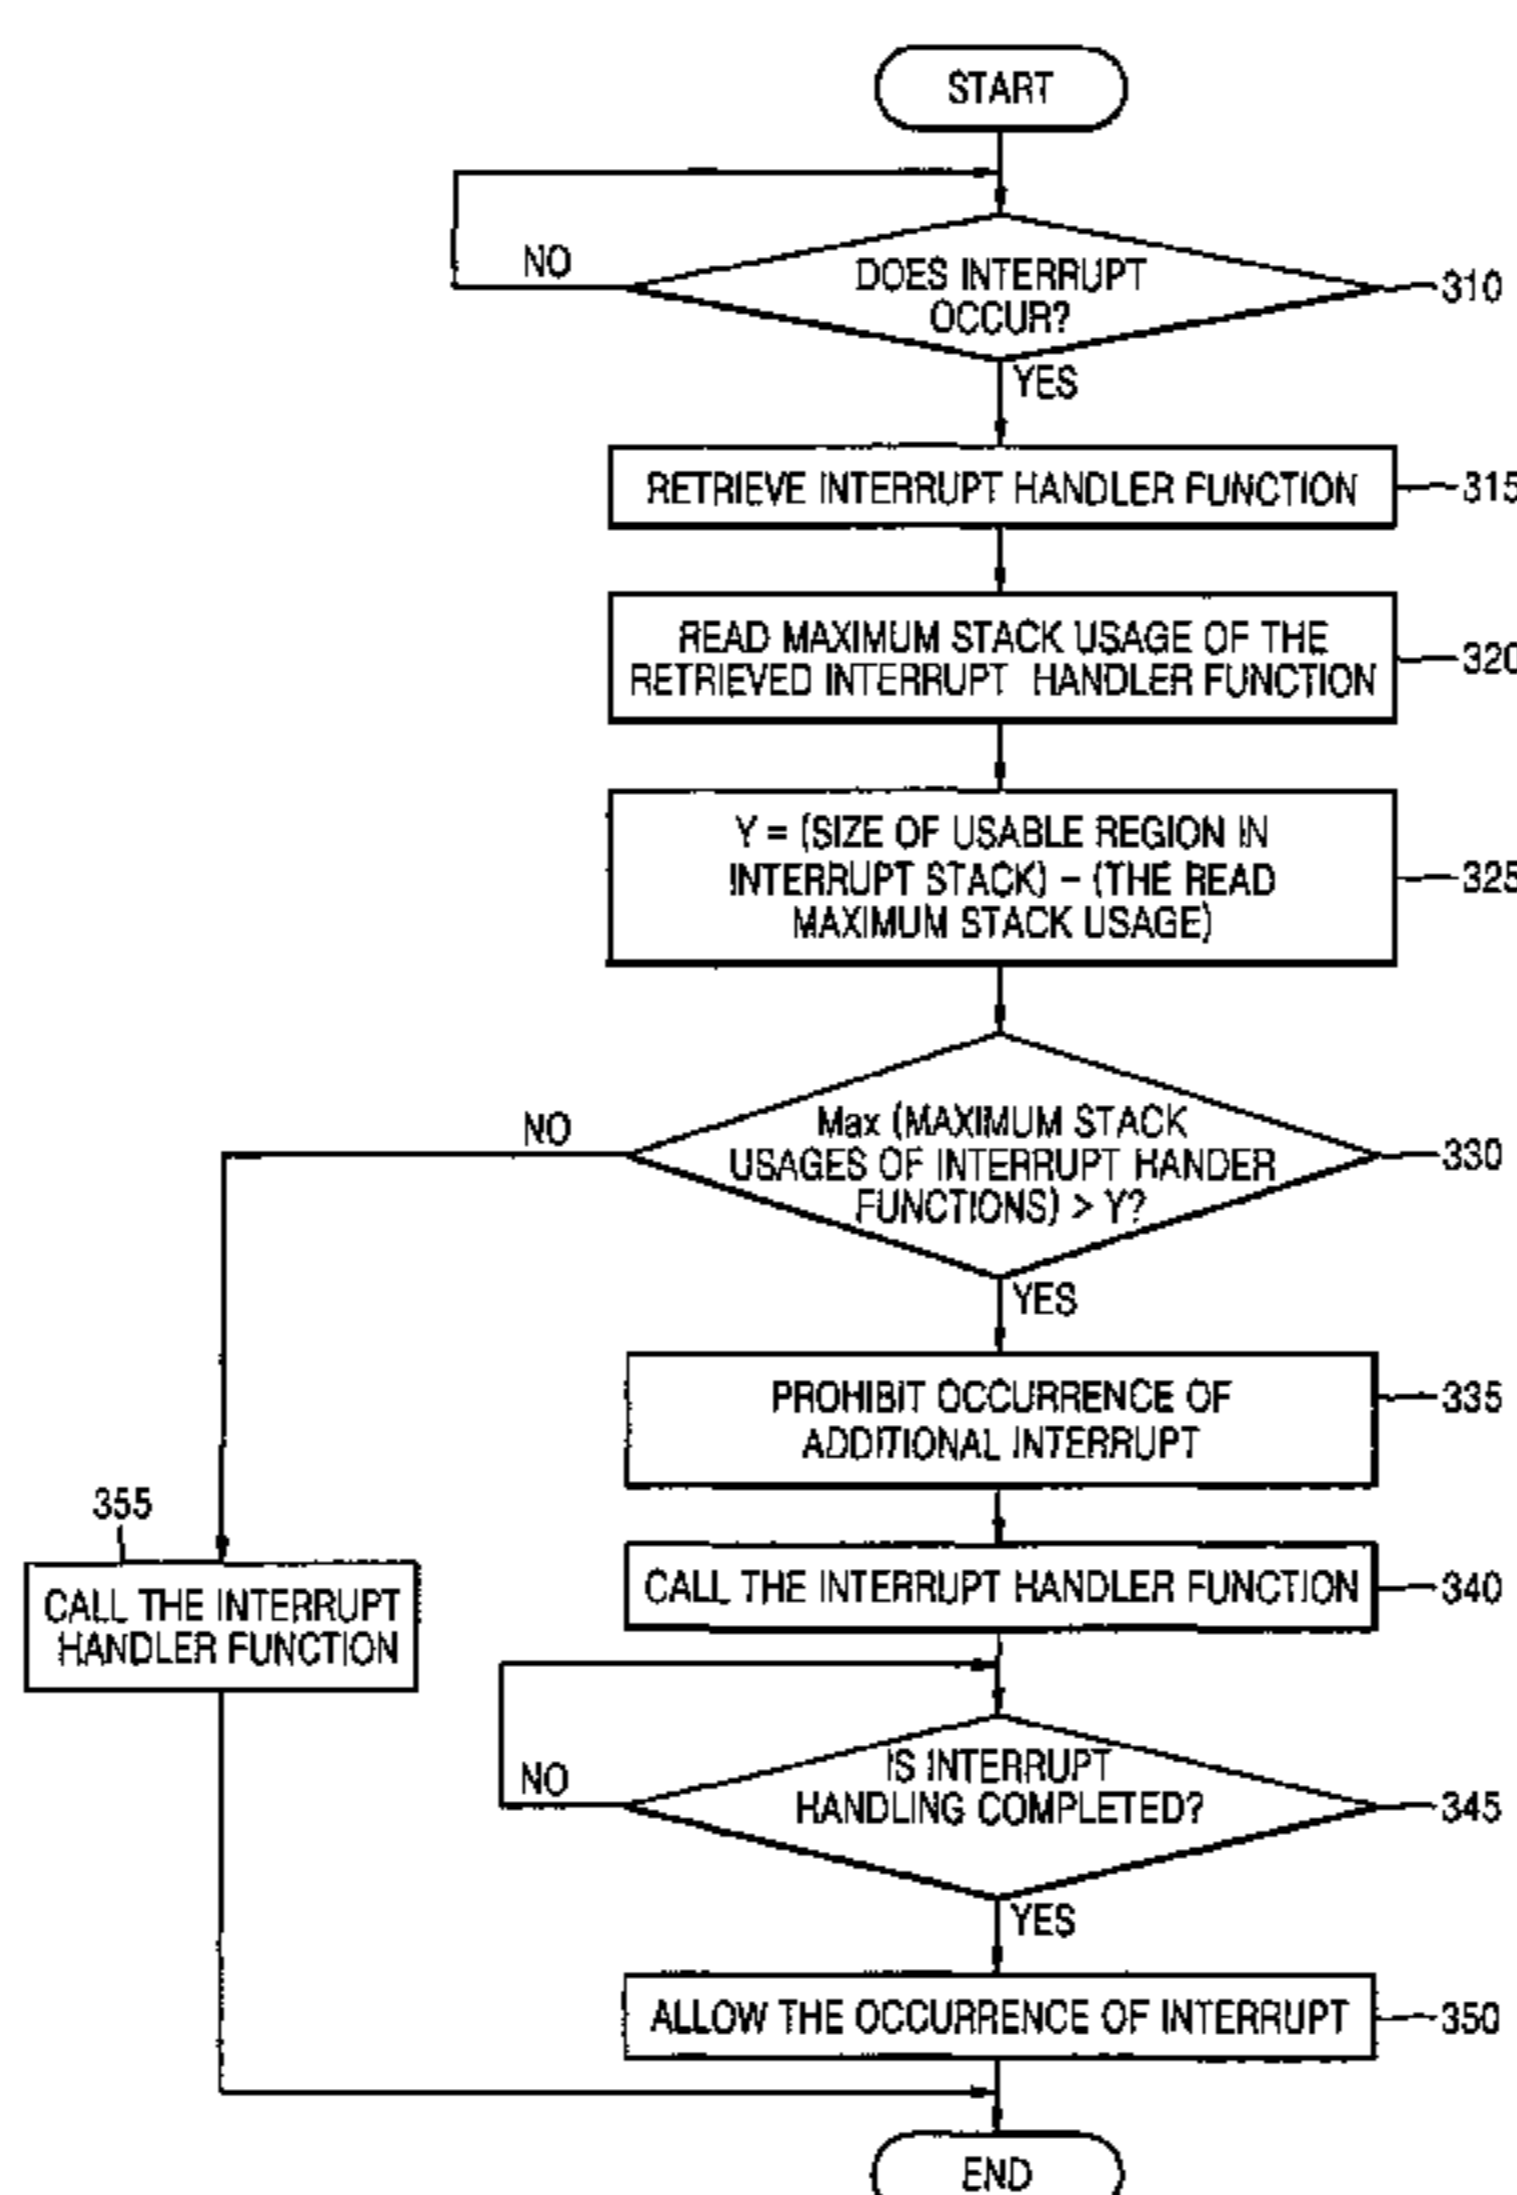 START
NO
DOES INTERRUPT
OCCUR?
310
YES
RETRIEVE INTERRUPT HANDLER FUNCTION
315
READ MAXIMUM STACK USAGE OF THE
RETRIEVED INTERRUPT HANDLER FUNCTION
320
Y = (SIZE OF USABLE REGION IN
INTERRUPT STACK) - (THE READ
MAXIMUM STACK USAGE)
325
NO
Max (MAXIMUM STACK
USAGES OF INTERRUPT HANDER
FUNCTIONS) > Y?
330
YES
PROHIBIT OCCURRENCE OF
ADDITIONAL INTERRUPT
335
355
CALL THE INTERRUPT
HANDLER FUNCTION
CALL THE INTERRUPT HANDLER FUNCTION
340
NO
IS INTERRUPT
HANDLING COMPLETED?
345
YES
ALLOW THE OCCURRENCE OF INTERRUPT
350
END